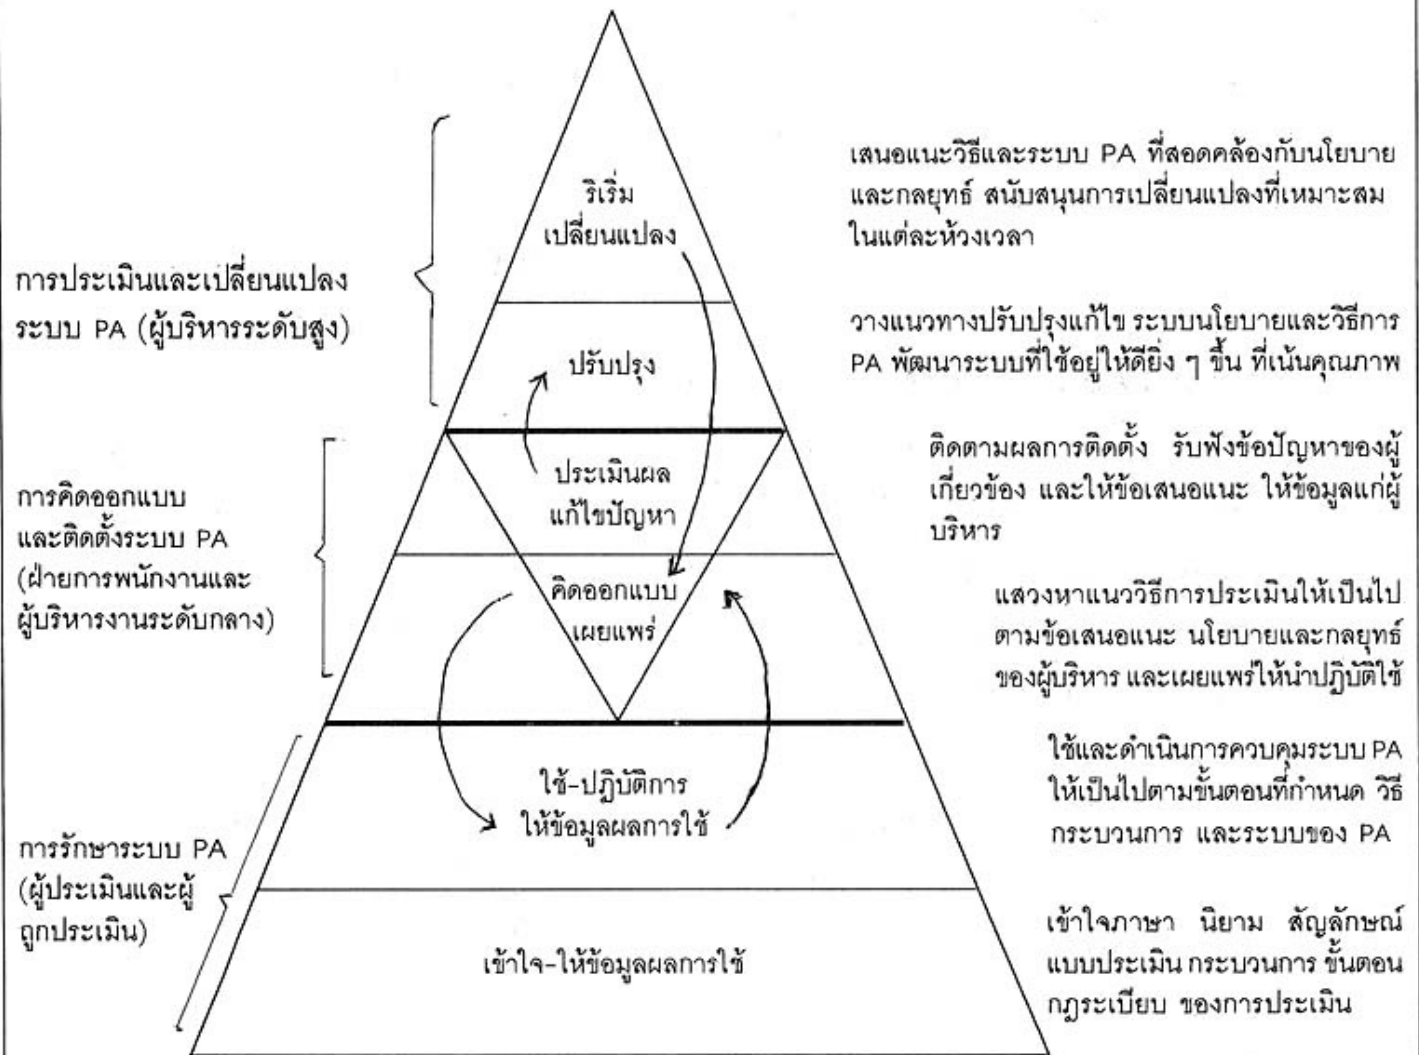 ริเริ่ม
เปลี่ยนแปลง
ปรับปรุง
ประเมินผล
แก้ไขปัญหา
คิดออกแบบ
เผยแพร่
ใช้-ปฏิบัติการ
ให้ข้อมูลผลการใช้
เข้าใจ-ให้ข้อมูลผลการใช้
การประเมินและเปลี่ยนแปลง
ระบบ PA (ผู้บริหารระดับสูง)
การคิดออกแบบ
และติดตั้งระบบ PA
(ฝ่ายการพนักงานและ
ผู้บริหารงานระดับกลาง)
การรักษาระบบ PA
(ผู้ประเมินและผู้
ถูกประเมิน)
เสนอแนะวิธีและระบบ PA ที่สอดคล้องกับนโยบาย
และกลยุทธ์ สนับสนุนการเปลี่ยนแปลงที่เหมาะสม
ในแต่ละห้วงเวลา
วางแนวทางปรับปรุงแก้ไข ระบบนโยบายและวิธีการ
PA พัฒนาระบบที่ใช้อยู่ให้ดียิ่ง ๆ ขึ้น ที่เน้นคุณภาพ
ติดตามผลการติดตั้ง รับฟังข้อปัญหาของผู้
เกี่ยวข้อง และให้ข้อเสนอแนะ ให้ข้อมูลแก่ผู้
บริหาร
แสวงหาแนววิธีการประเมินให้เป็นไป
ตามข้อเสนอแนะ นโยบายและกลยุทธ์
ของผู้บริหาร และเผยแพร่ให้นำปฏิบัติใช้
ใช้และดำเนินการควบคุมระบบ PA
ให้เป็นไปตามขั้นตอนที่กำหนด วิธี
กระบวนการ และระบบของ PA
เข้าใจภาษา นิยาม สัญลักษณ์
แบบประเมิน กระบวนการ ขั้นตอน
กฎระเบียบ ของการประเมิน